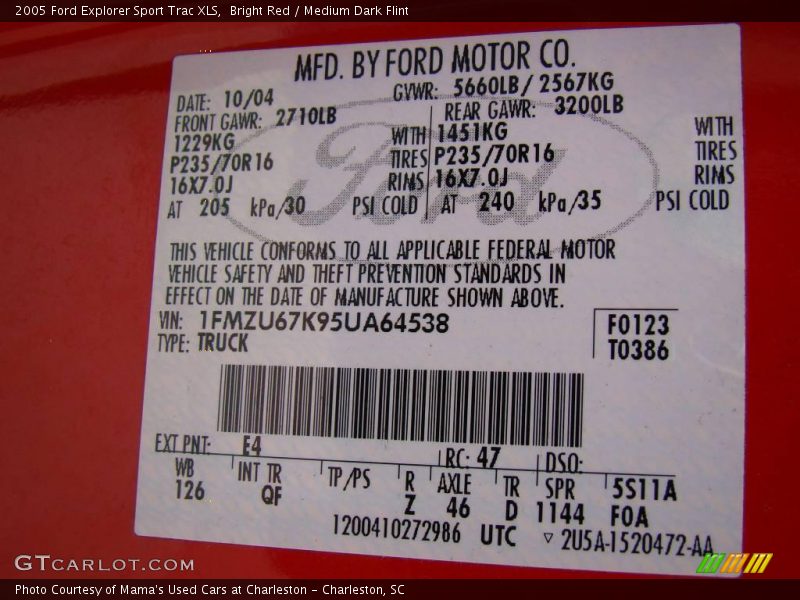 2005 Ford Explorer Sport Trac XLS,  Bright Red / Medium Dark Flint
MFD. BY FORD MOTOR CO.
DATE: 10/04 GVWR: 5660LB / 2567KG
FRONT GAWR: 2710LB REAR GAWR: 3200LB
1229KG WITH 1451KG WITH
P235/70R16 TIRES P235/70R16 TIRES
16X7.0J RIMS 16X7.0J RIMS
AT 205 kPa/30 PSI COLD AT 240 kPa/35 PSI COLD
Ford
THIS VEHICLE CONFORMS TO ALL APPLICABLE FEDERAL MOTOR
VEHICLE SAFETY AND THEFT PREVENTION STANDARDS IN
EFFECT ON THE DATE OF MANUFACTURE SHOWN ABOVE.
VIN: 1FMZU67K95UA64538 F0123
TYPE: TRUCK T0386
EXT PNT: E4 RC: 47 DSO:
WB INT TR TP/PS R AXLE TR SPR 5S11A
126 QF Z 46 D 1144 F0A
1200410272986 UTC ▽ 2U5A-1520472-AA
GTCARLOT.COM
Photo Courtesy of Mama's Used Cars at Charleston - Charleston, SC